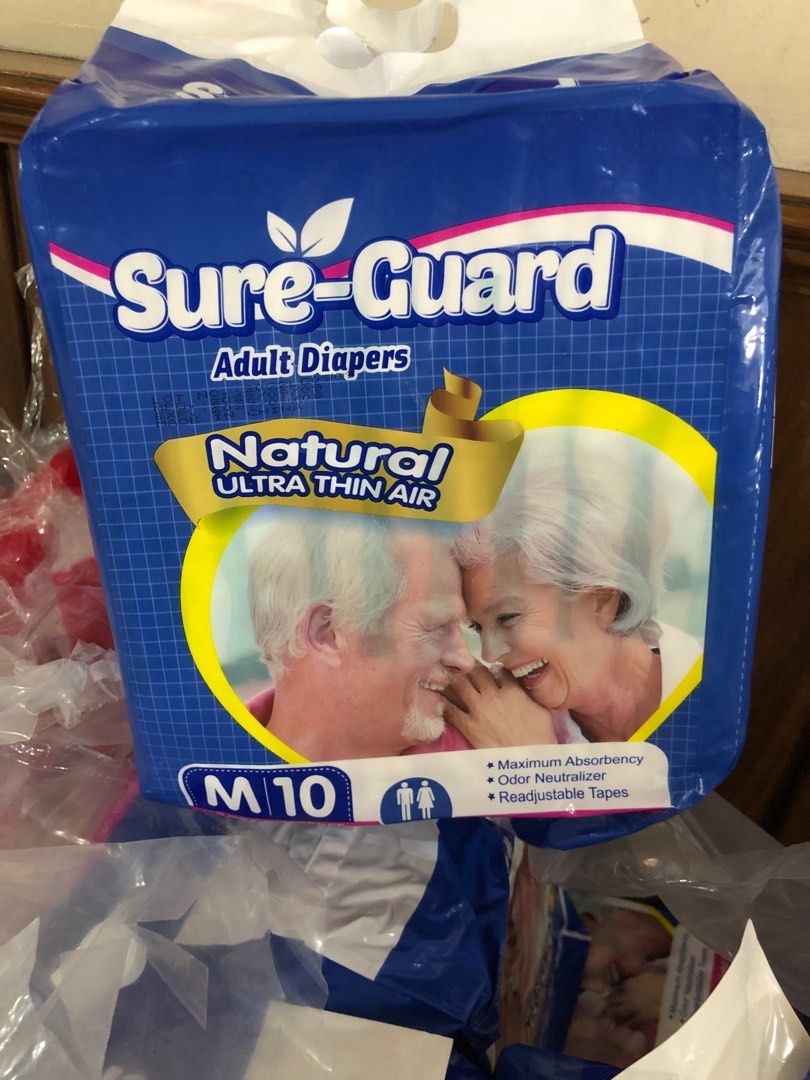 Sure-Guard
Adult Diapers
Natural
ULTRA THIN AIR
M 10
★ Maximum Absorbency
★ Odor Neutralizer
★ Readjustable Tapes